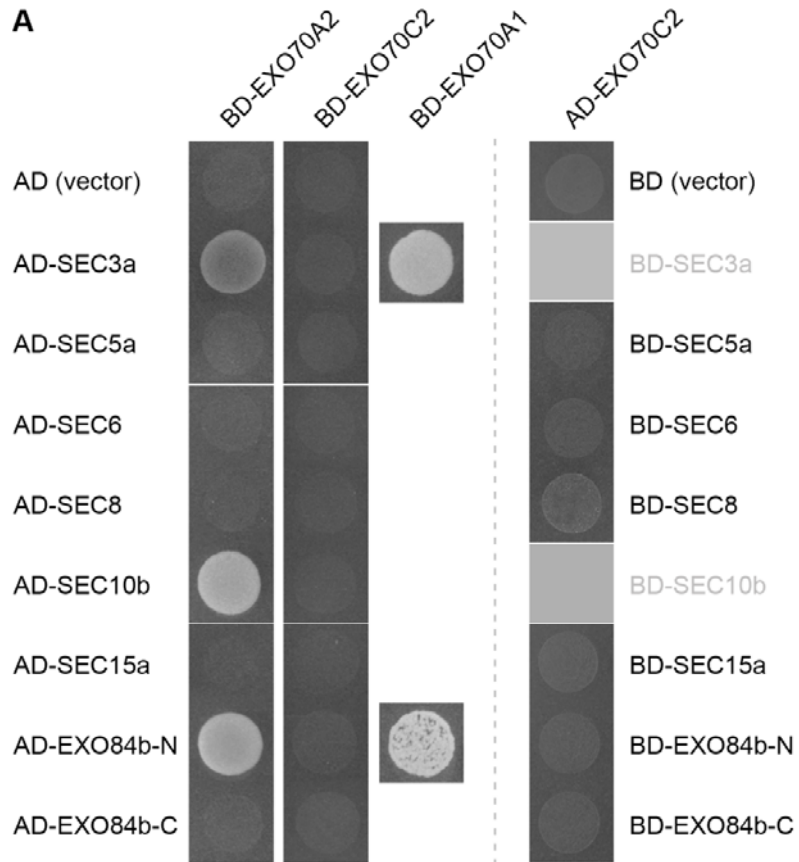 A
BD-EXO70A2
BD-EXO70C2
BD-EXO70A1
AD-EXO70C2
AD (vector)
BD (vector)
AD-SEC3a
BD-SEC3a
AD-SEC5a
BD-SEC5a
AD-SEC6
BD-SEC6
AD-SEC8
BD-SEC8
AD-SEC10b
BD-SEC10b
AD-SEC15a
BD-SEC15a
AD-EXO84b-N
BD-EXO84b-N
AD-EXO84b-C
BD-EXO84b-C